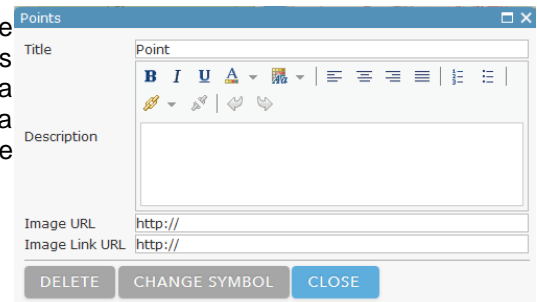 Points
e
s
a
a
e
Title Point
B I U A
Description
Image URL http://
Image Link URL http://
DELETE CHANGE SYMBOL CLOSE